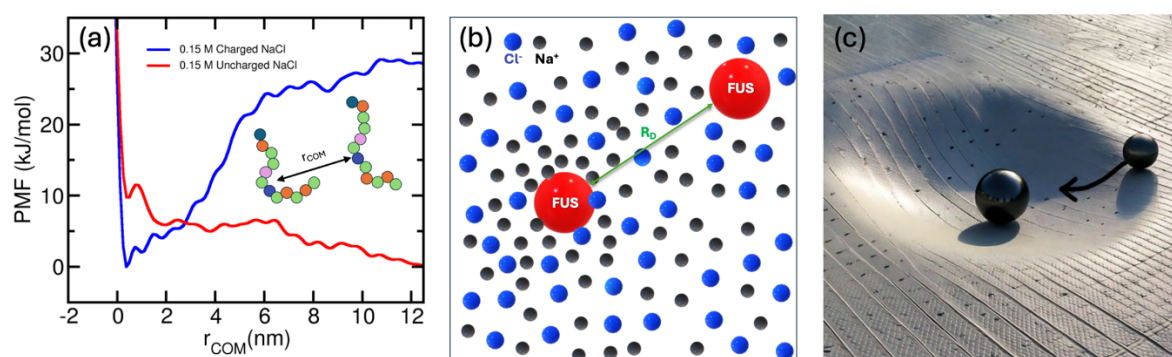 (a)
0.15 M Charged NaCl
0.15 M Uncharged NaCl
r_COM
PMF (kJ/mol)
30
20
10
0
-2 0 2 4 6 8 10 12
r_COM(nm)
(b)
Cl⁻ Na⁺
FUS
R_D
FUS
(c)